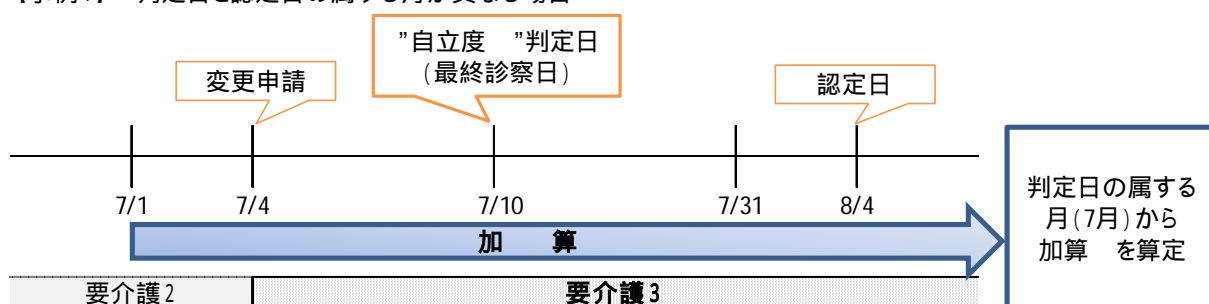 ”自立度　”判定日
(最終診察日)
変更申請
認定日
7/1
7/4
7/10
7/31
8/4
加　算
判定日の属する
月(7月)から
加算　を算定
要介護2
要介護3